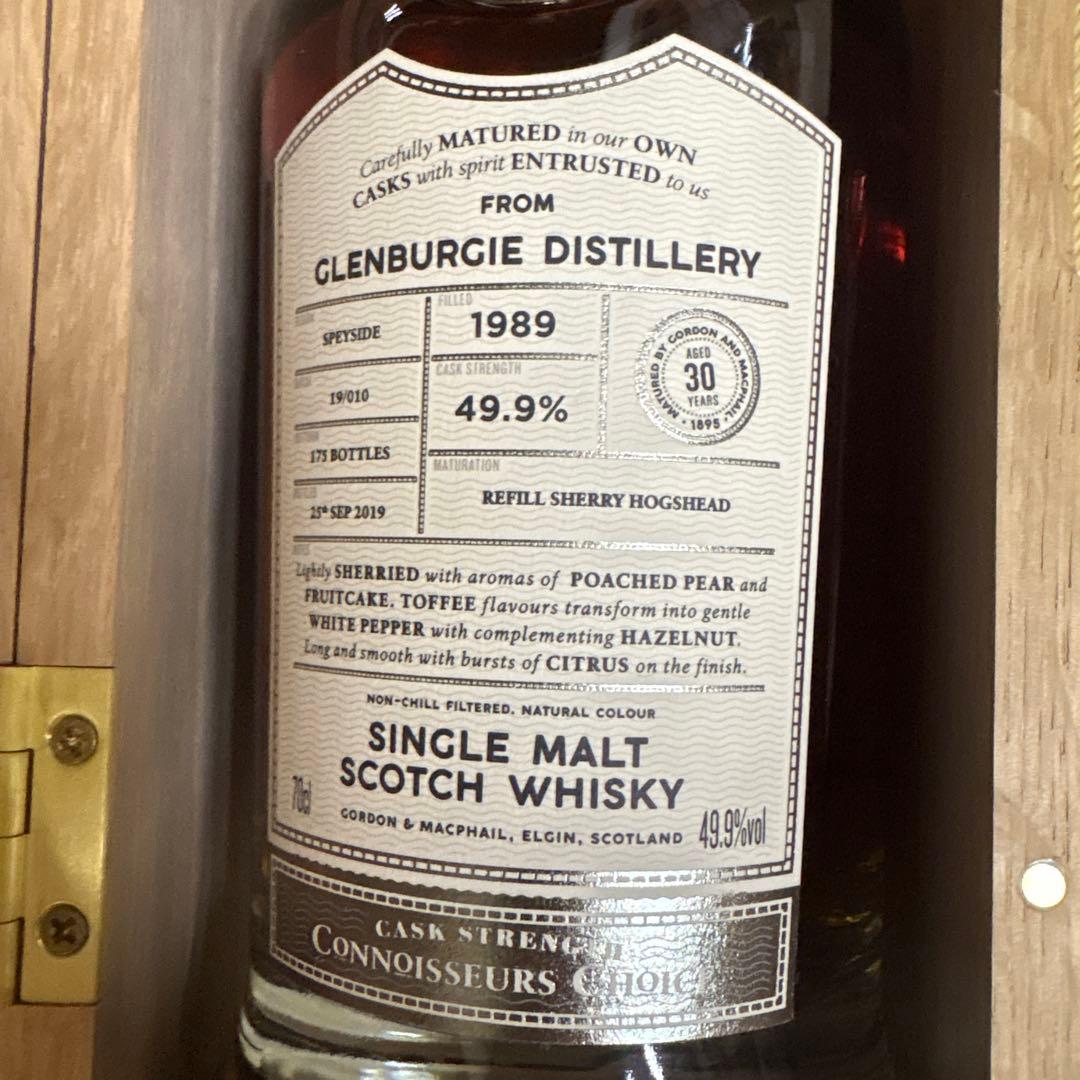 Carefully MATURED in our OWN
CASKS with spirit ENTRUSTED to us
FROM
GLENBURGIE DISTILLERY
SPEYSIDE
19/010
175 BOTTLES
25th SEP 2019
FILLED
1989
CASK STRENGTH
49.9%
MATURED BY GORDON AND MACPHAIL
AGED
30
YEARS
· 1895 ·
MATURATION
REFILL SHERRY HOGSHEAD
Lightly SHERRIED with aromas of POACHED PEAR and
FRUITCAKE. TOFFEE flavours transform into gentle
WHITE PEPPER with complementing HAZELNUT.
Long and smooth with bursts of CITRUS on the finish.
NON-CHILL FILTERED. NATURAL COLOUR
SINGLE MALT
SCOTCH WHISKY
70cl
GORDON & MACPHAIL, ELGIN, SCOTLAND
49.9%vol
CASK STRENGTH
CONNOISSEURS CHOICE